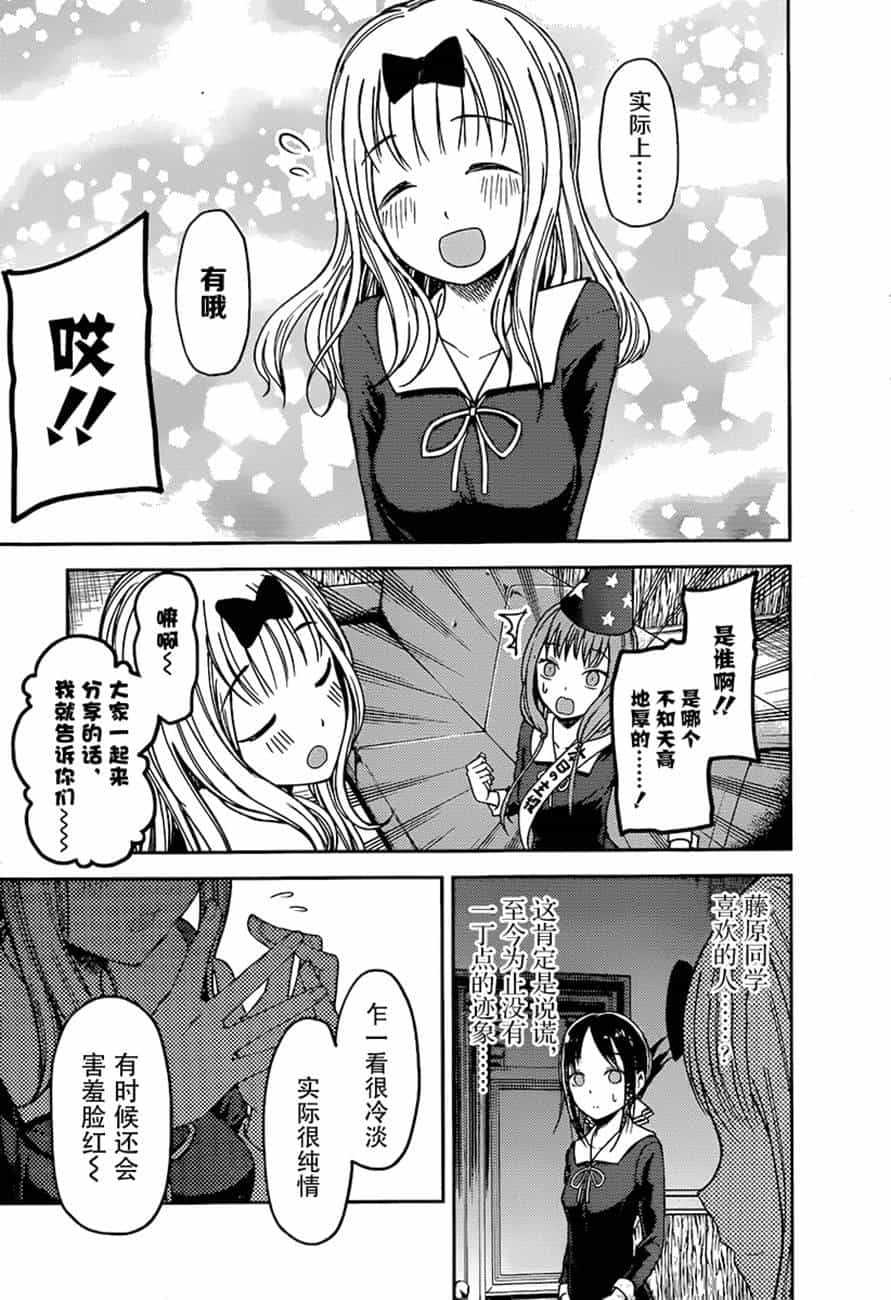 实际上……
有哦
哎!!
是谁啊!!
是哪个
不知天高
地厚的……
嘛啊~
大家一起来
分享的话,
我就告诉你们~
藤原同学
喜欢的人……?
这肯定是说谎,
至今为止没有
一丁点的迹象……
乍一看很冷淡
实际很纯情
有时候还会
害羞脸红~